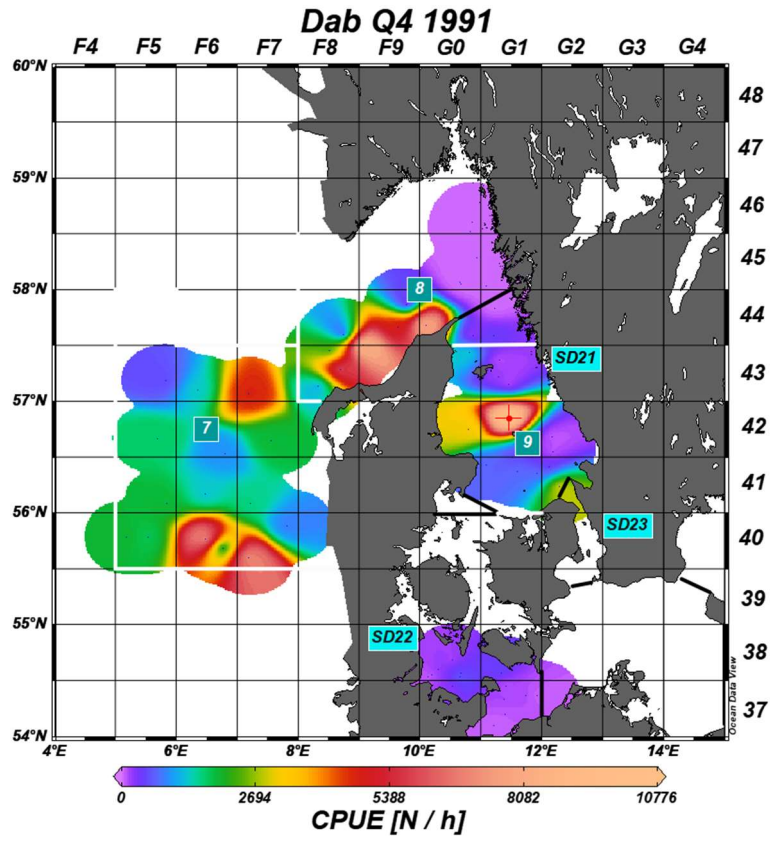 Dab Q4 1991
F4 F5 F6 F7 F8 F9 G0 G1 G2 G3 G4
60°N
48
47
59°N
46
45
58°N
8
44
SD21
43
57°N
7
42
9
41
56°N
SD23
40
39
55°N
SD22
38
37
Ocean Data View
54°N
4°E 6°E 8°E 10°E 12°E 14°E
0 2694 5388 8082 10776
CPUE [N / h]